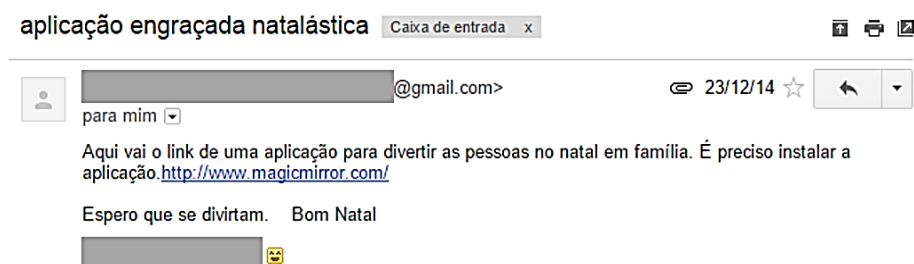 aplicação engraçada natalástica Caixa de entrada x
@gmail.com> 23/12/14
para mim
Aqui vai o link de uma aplicação para divertir as pessoas no natal em família. É preciso instalar a
aplicação.http://www.magicmirror.com/
Espero que se divirtam. Bom Natal